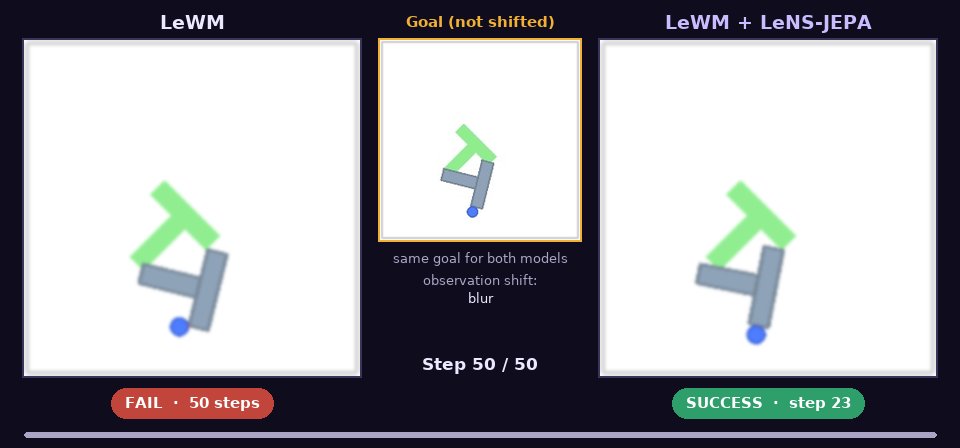 LeWM
Goal (not shifted)
LeWM + LeNS-JEPA
same goal for both models
observation shift:
blur
Step 50 / 50
FAIL · 50 steps
SUCCESS · step 23